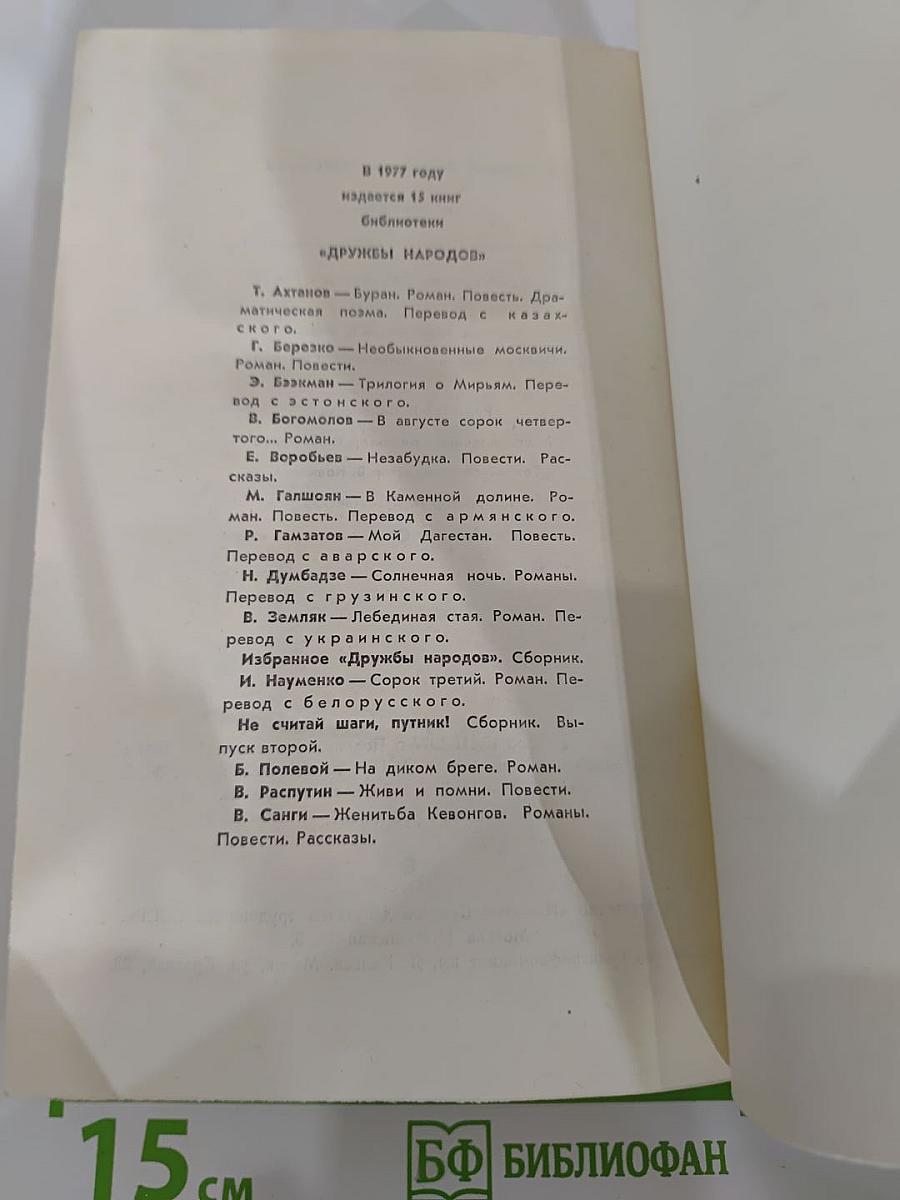 В 1977 году
издается 15 книг
библиотеки
«ДРУЖБЫ НАРОДОВ»
Т. Ахтанов — Буран. Роман. Повесть. Дра-
матическая поэма. Перевод с казах-
ского.
Г. Березко — Необыкновенные москвичи.
Роман. Повести.
Э. Бээкман — Трилогия о Мирьям. Пере-
вод с эстонского.
В. Богомолов — В августе сорок четвер-
того... Роман.
Е. Воробьев — Незабудка. Повести. Рас-
сказы.
М. Галшоян — В Каменной долине. Ро-
ман. Повесть. Перевод с армянского.
Р. Гамзатов — Мой Дагестан. Повесть.
Перевод с аварского.
Н. Думбадзе — Солнечная ночь. Романы.
Перевод с грузинского.
В. Земляк — Лебединая стая. Роман. Пе-
ревод с украинского.
Избранное «Дружбы народов». Сборник.
И. Науменко — Сорок третий. Роман. Пе-
ревод с белорусского.
Не считай шаги, путник! Сборник. Вы-
пуск второй.
Б. Полевой — На диком бреге. Роман.
В. Распутин — Живи и помни. Повести.
В. Санги — Женитьба Кевонгов. Романы.
Повести. Рассказы.
15 см
БФ БИБЛИОФАН